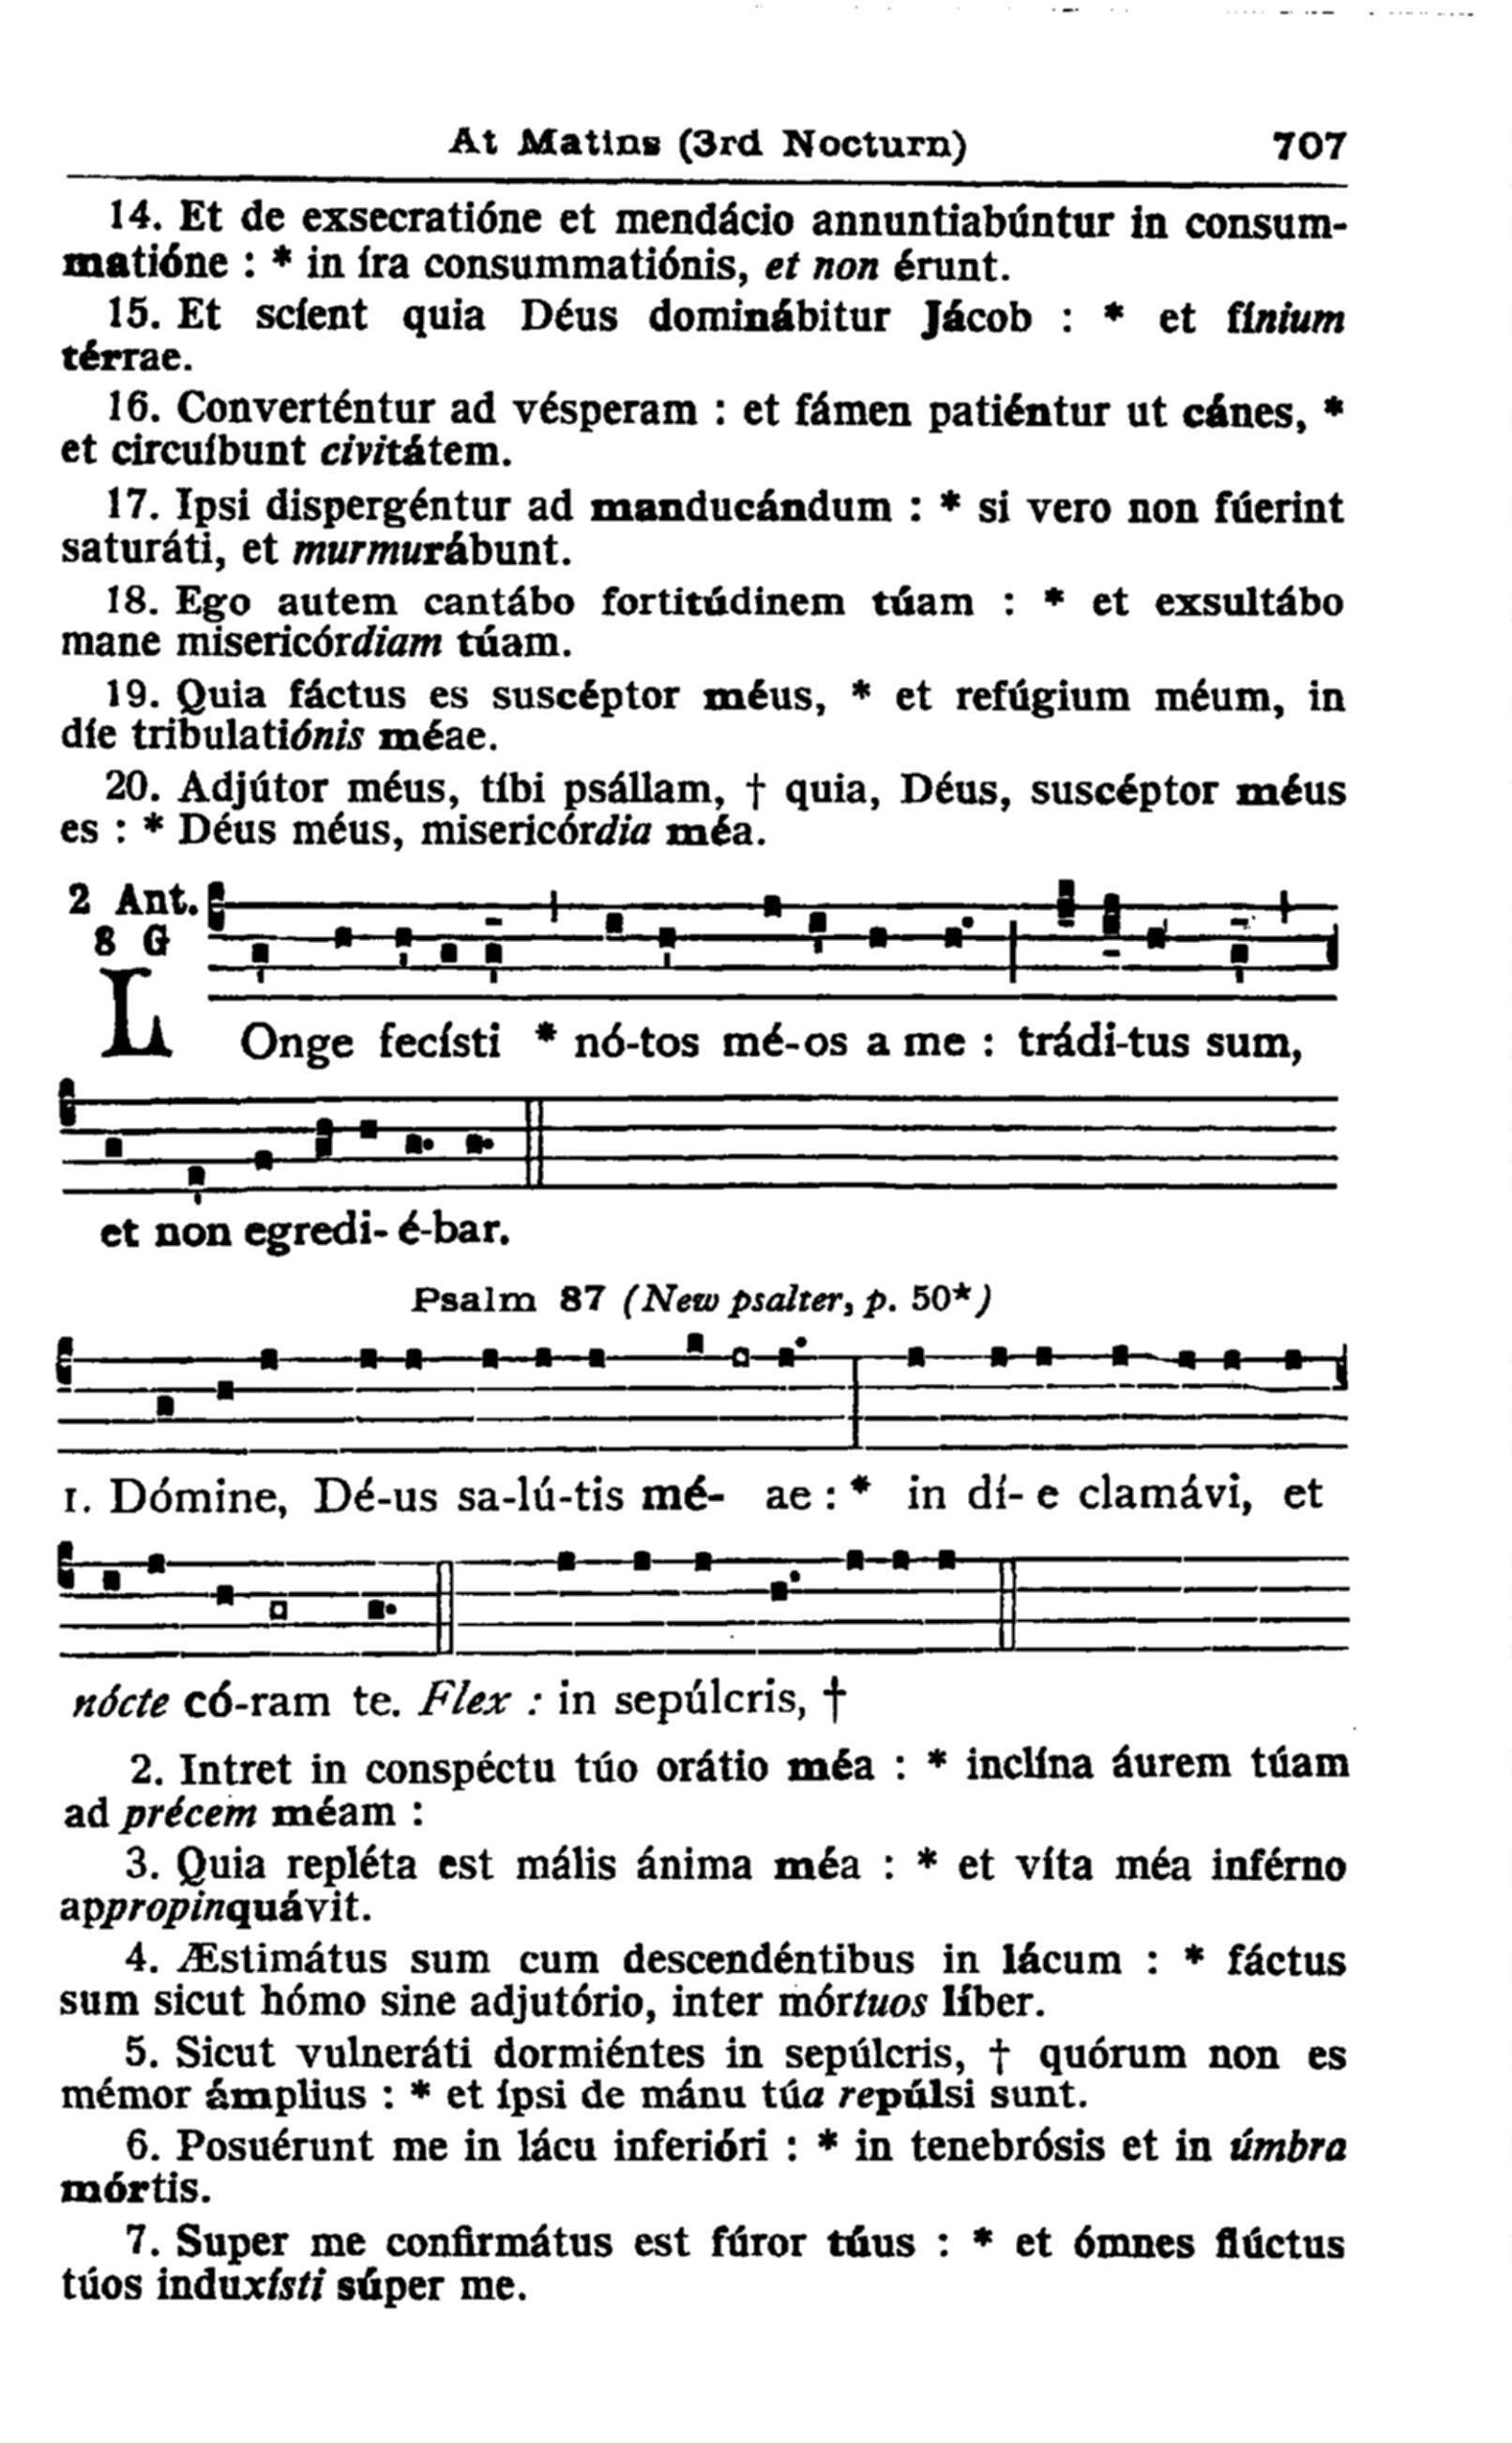 At Matins (3rd Nocturn) 707
14. Et de exsecratióne et mendácio annuntiabúntur in consum-
matióne : * in íra consummatiónis, et non érunt.
15. Et scíent quia Déus dominábitur Jácob : * et fínium
térrae.
16. Converténtur ad vésperam : et fámen patiéntur ut cánes, *
et circuíbunt civitátem.
17. Ipsi dispergéntur ad manducándum : * si vero non fúerint
saturáti, et murmurábunt.
18. Ego autem cantábo fortitúdinem túam : * et exsultábo
mane misericórdiam túam.
19. Quia fáctus es suscéptor méus, * et refúgium méum, in
díe tribulatiónis méae.
20. Adjútor méus, tíbi psállam, † quia, Déus, suscéptor méus
es : * Déus méus, misericórdia méa.
2 Ant.
8 G
LOnge fecísti * nó-tos mé-os a me : trádi-tus sum,
et non egredi- é-bar.
Psalm 87 (New psalter, p. 50*)
1. Dómine, Dé-us sa-lú-tis mé- ae : * in dí- e clamávi, et
nócte có-ram te. Flex : in sepúlcris, †
2. Intret in conspéctu túo orátio méa : * inclína áurem túam
ad précem méam :
3. Quia repléta est mális ánima méa : * et víta méa inférno
appropinquávit.
4. Æstimátus sum cum descendéntibus in lácum : * fáctus
sum sicut hómo sine adjutório, inter mórtuos líber.
5. Sicut vulneráti dormiéntes in sepúlcris, † quórum non es
mémor ámplius : * et ípsi de mánu túa repúlsi sunt.
6. Posuérunt me in lácu inferióri : * in tenebrósis et in úmbra
mórtis.
7. Super me confirmátus est fúror túus : * et ómnes flúctus
túos induxísti súper me.